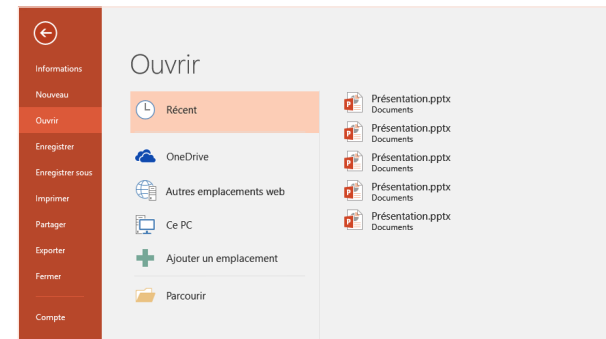 Informations
Nouveau
Ouvrir
Enregistrer
Enregistrer sous
Imprimer
Partager
Exporter
Fermer
Compte
Ouvrir
Récent
OneDrive
Autres emplacements web
Ce PC
Ajouter un emplacement
Parcourir
Présentation.pptx
Documents
Présentation.pptx
Documents
Présentation.pptx
Documents
Présentation.pptx
Documents
Présentation.pptx
Documents